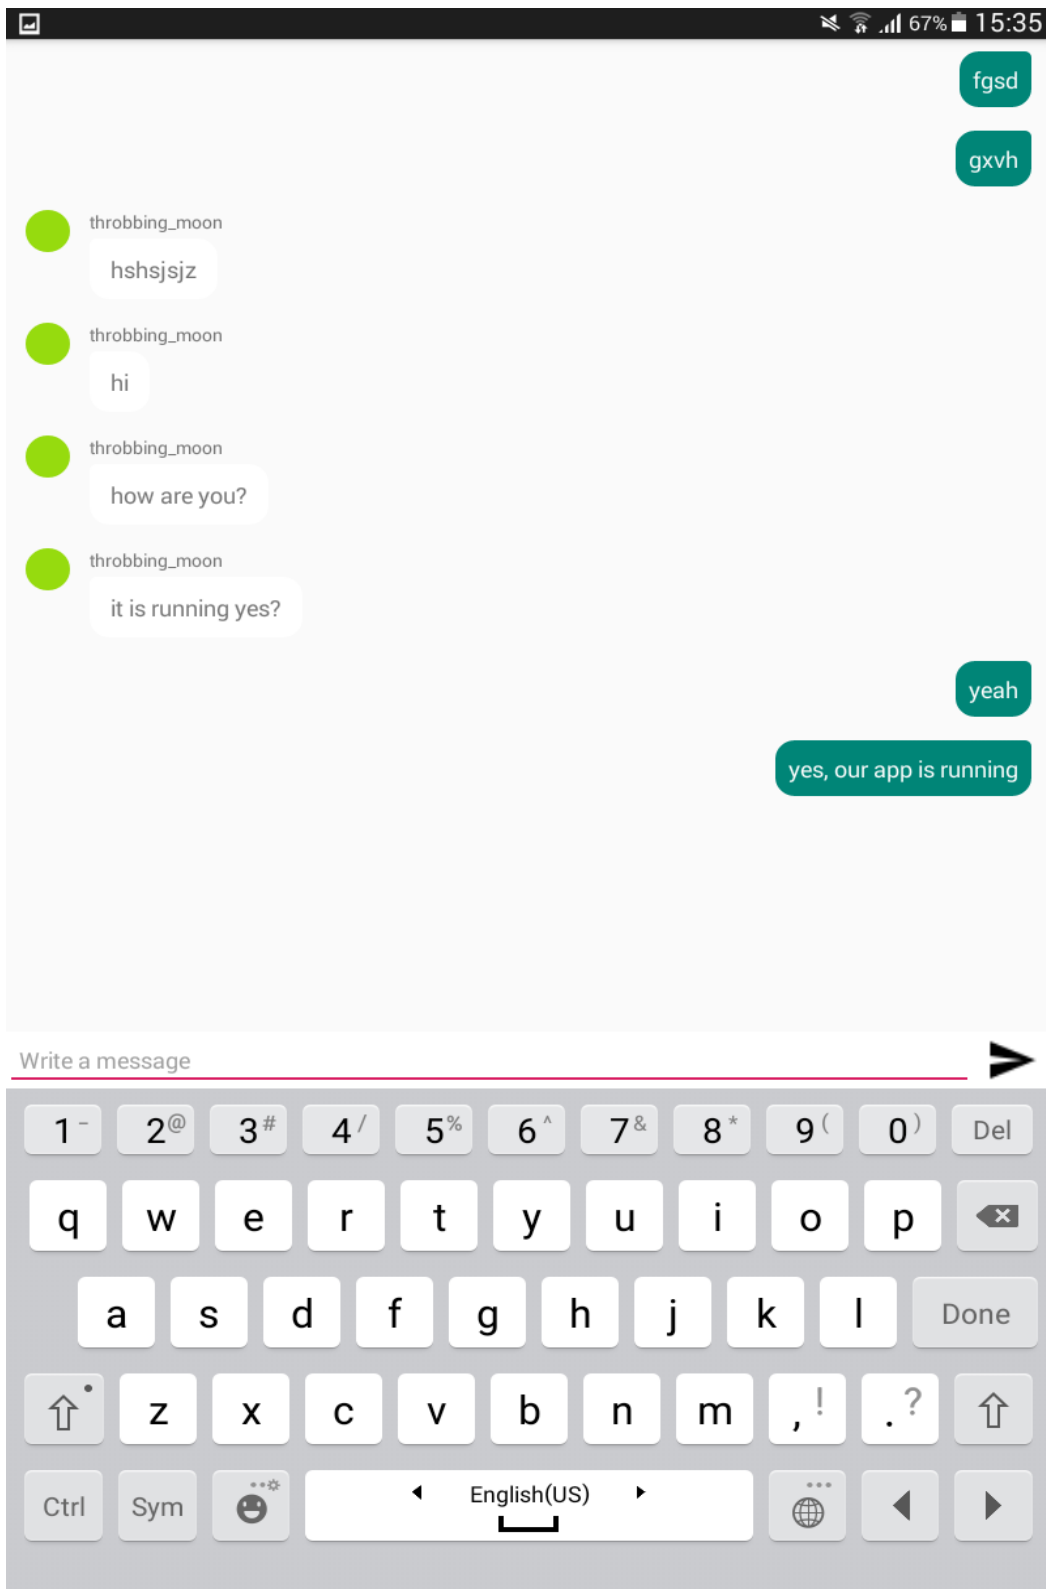 67% 15:35
fgsd
gxvh
throbbing_moon
hshsjsjz
throbbing_moon
hi
throbbing_moon
how are you?
throbbing_moon
it is running yes?
yeah
yes, our app is running
Write a message
1 - 2 @ 3 # 4 / 5 % 6 ^ 7 & 8 * 9 ( 0 ) Del
q w e r t y u i o p
a s d f g h j k l Done
z x c v b n m , ! . ?
Ctrl Sym English(US)